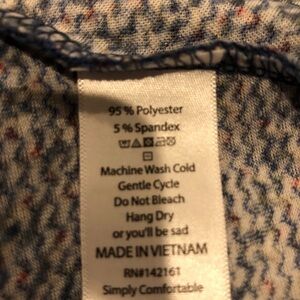 95% Polyester
5% Spandex
Machine Wash Cold
Gentle Cycle
Do Not Bleach
Hang Dry
or you'll be sad
MADE IN VIETNAM
RN#142161
Simply Comfortable